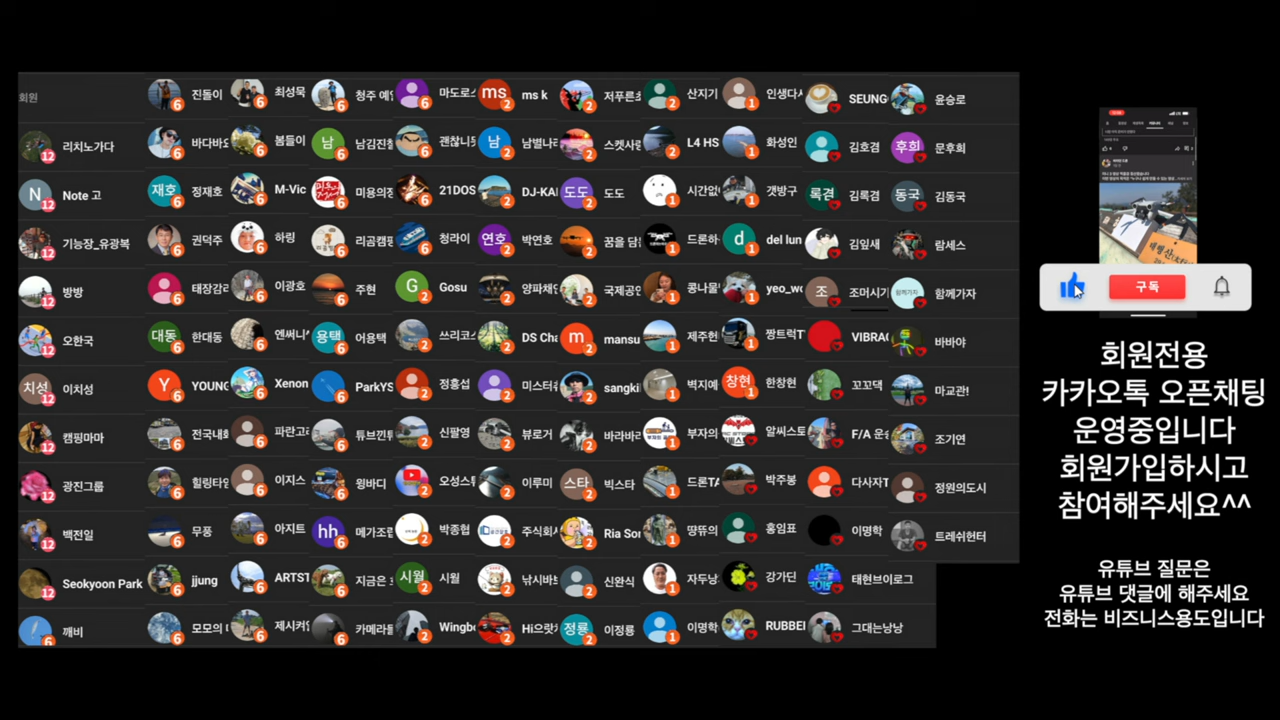 회원
리치노가다
Note 고
기능장_유광복
방방
오한국
이치성
캠핑마마
광진그룹
백전일
Seokyoon Park
깨비
진돌이
바다바
정재호
권덕주
태장감
한대동
YOUNG
전국내
힐링타
무풍
jjung
모모의
최성묵
봄들이
M-Vic
하링
이광호
엔써니
Xenon
파란고
이지스
아지트
ARTST
제시커
청주 예
남김진
미용의
리곰캠
주현
어용택
ParkYS
튜브낀
윙바디
메가조
지금은
카메라
마도로
괜찮니
21DOS
청라이
Gosu
쓰리코
정흥섭
신팔영
오성스
박종협
시월
Wingb
ms k
남별나
DJ-KA
박연호
양파채
DS Cha
미스터
뷰로거
이루미
주식회
낚시바
Hi으랏
저푸른
스켓사
도도
꿈을 담
국제공인
mansu
sangki
바라바
빅스타
Ria Sor
신완식
이정룡
산지기
L4 HS
시간없
드론하
콩나물
제주헌
벽지예
부자의
드론TA
땅뚜의
자두낭
이명학
인생다
화성인
갯방구
del lun
yeo_wo
짱트럭T
한창현
알씨스
박주봉
홍임표
강가딘
RUBBEI
SEUNG
김호겸
김록겸
김잎새
조머시기
VIBRA
꼬꼬댁
F/A 운
다사자T
이명학
태현브이로그
그대는낭낭
윤승로
문후희
김동국
람세스
함께가자
바바야
마교관!
조기연
정원의도시
트레쉬헌터
구독
회원전용
카카오톡 오픈채팅
운영중입니다
회원가입하시고
참여해주세요^^
유튜브 질문은
유튜브 댓글에 해주세요
전화는 비즈니스용도입니다